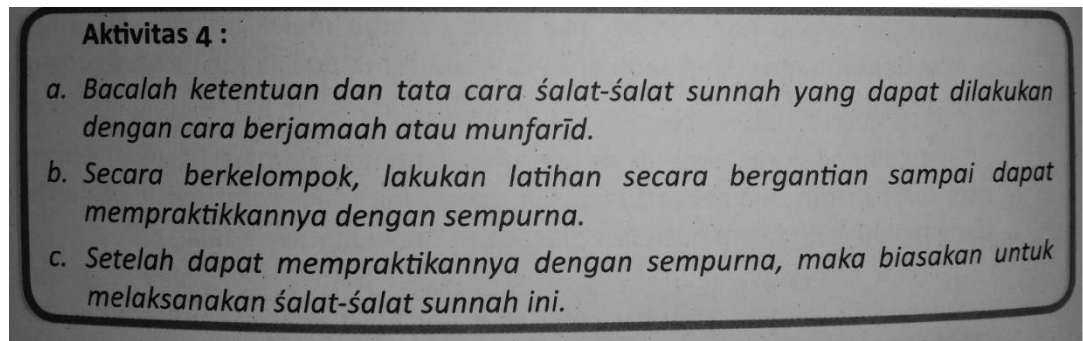 Aktivitas 4 :
a. Bacalah ketentuan dan tata cara śalat-śalat sunnah yang dapat dilakukan
dengan cara berjamaah atau munfarīd.
b. Secara berkelompok, lakukan latihan secara bergantian sampai dapat
mempraktikkannya dengan sempurna.
c. Setelah dapat mempraktikannya dengan sempurna, maka biasakan untuk
melaksanakan śalat-śalat sunnah ini.